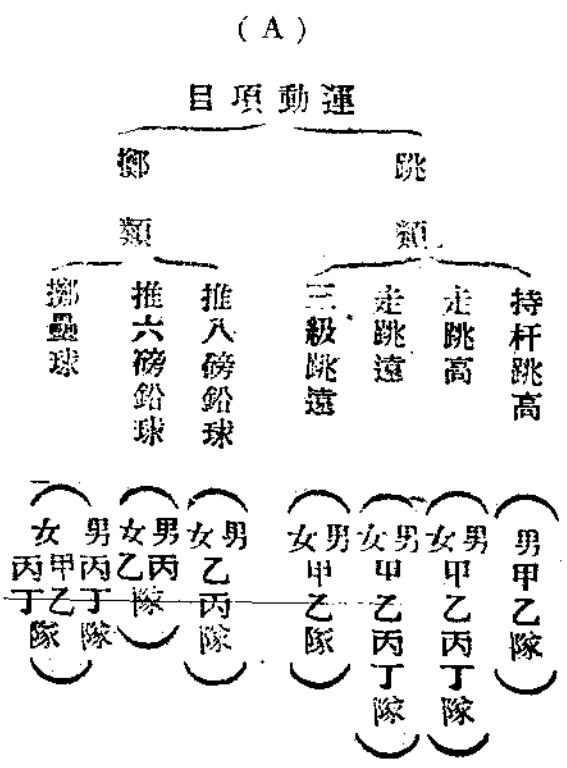 (A)
運動項目
跳類
持杆跳高
(男甲乙隊)
走跳高
(男女甲乙丙丁隊)
走跳遠
(男女甲乙丙丁隊)
三級跳遠
(男女甲乙隊)
擲類
推八磅鉛球
(男女乙丙隊)
推六磅鉛球
(男丙女乙隊)
擲壘球
(男丙丁隊女甲乙丙丁隊)